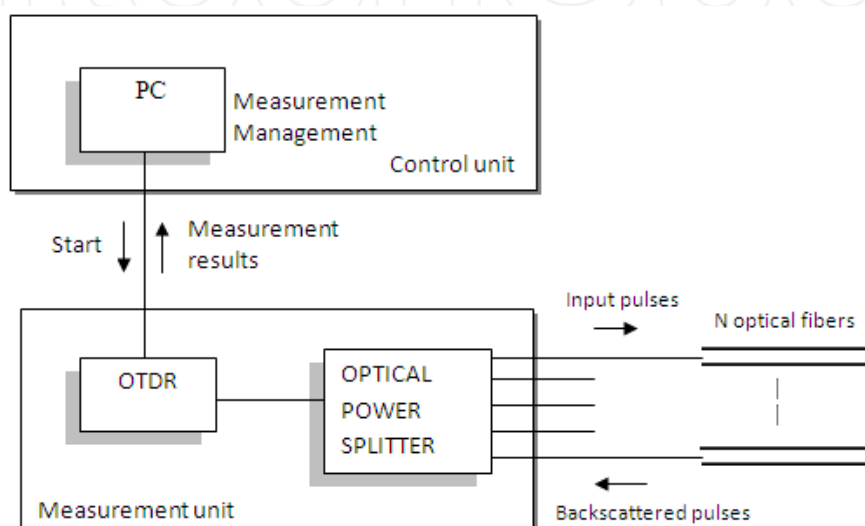 PC
Measurement
Management
Control unit
Start
Measurement
results
Input pulses
N optical fibers
OTDR
OPTICAL
POWER
SPLITTER
Measurement unit
Backscattered pulses